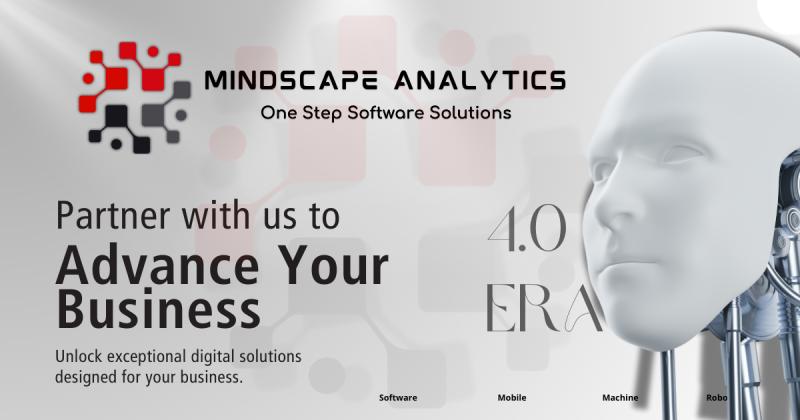 MINDSCAPE ANALYTICS
One Step Software Solutions
Partner with us to
Advance Your
Business
Unlock exceptional digital solutions
designed for your business.
4.0
ERA
Software Mobile Machine Robo